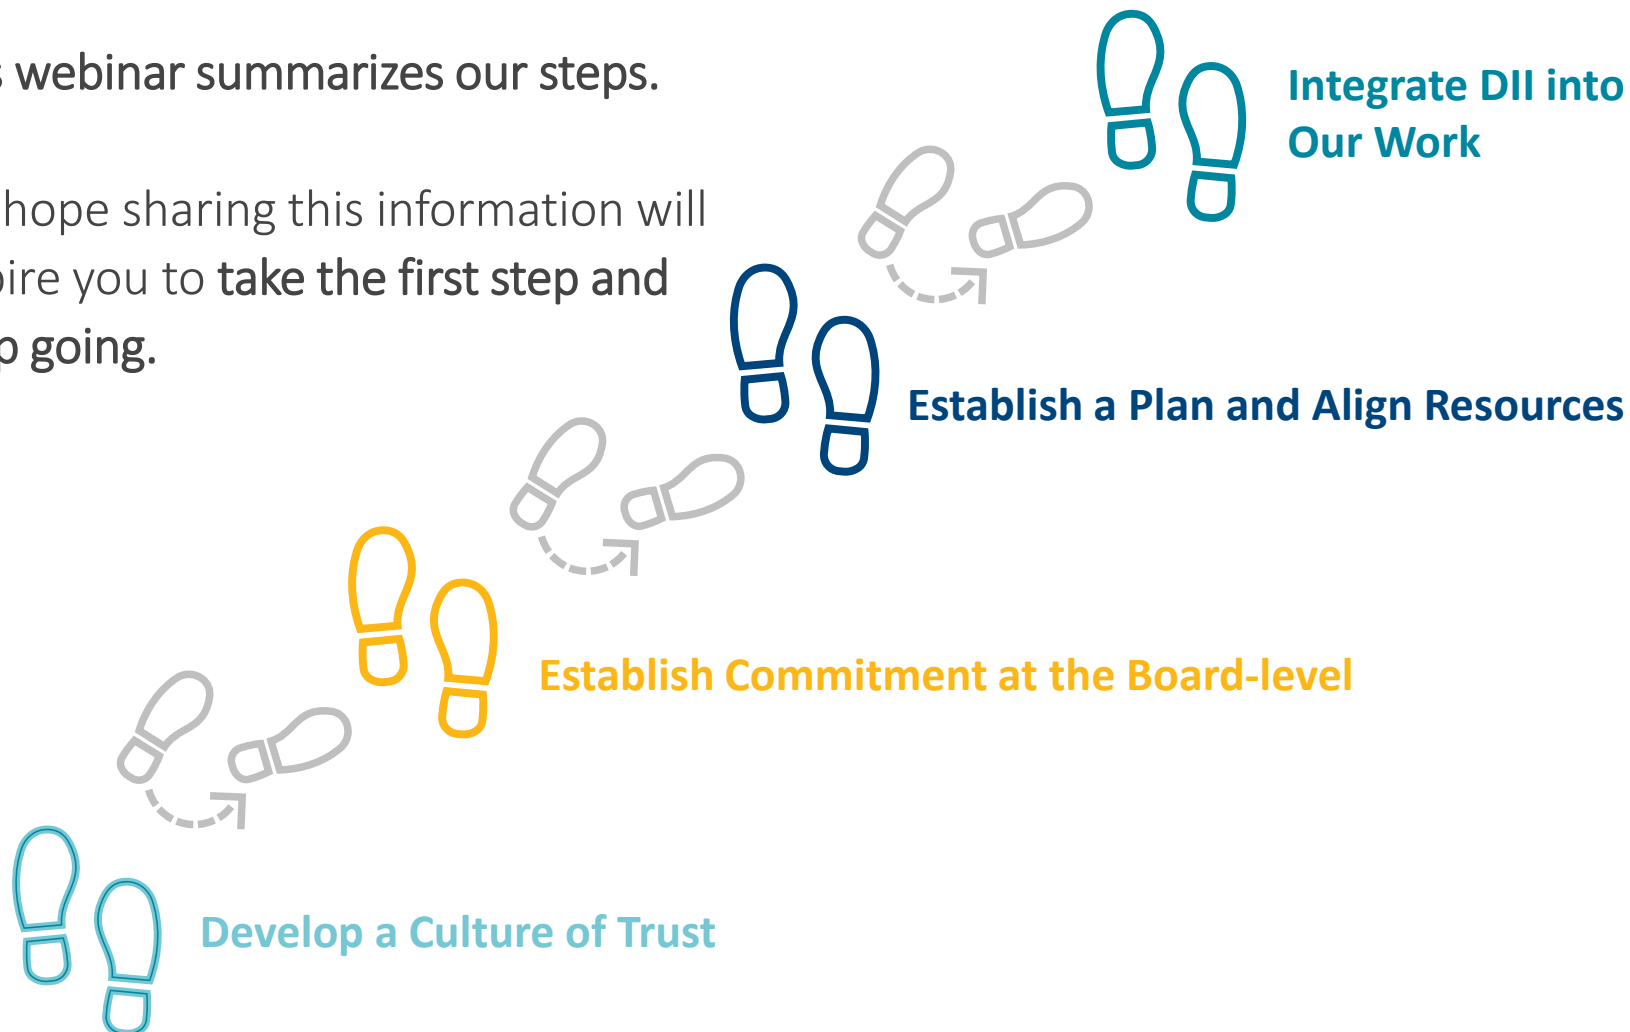 s webinar summarizes our steps.
hope sharing this information will
pire you to take the first step and
p going.
Integrate DII into
Our Work
Establish a Plan and Align Resources
Establish Commitment at the Board-level
Develop a Culture of Trust